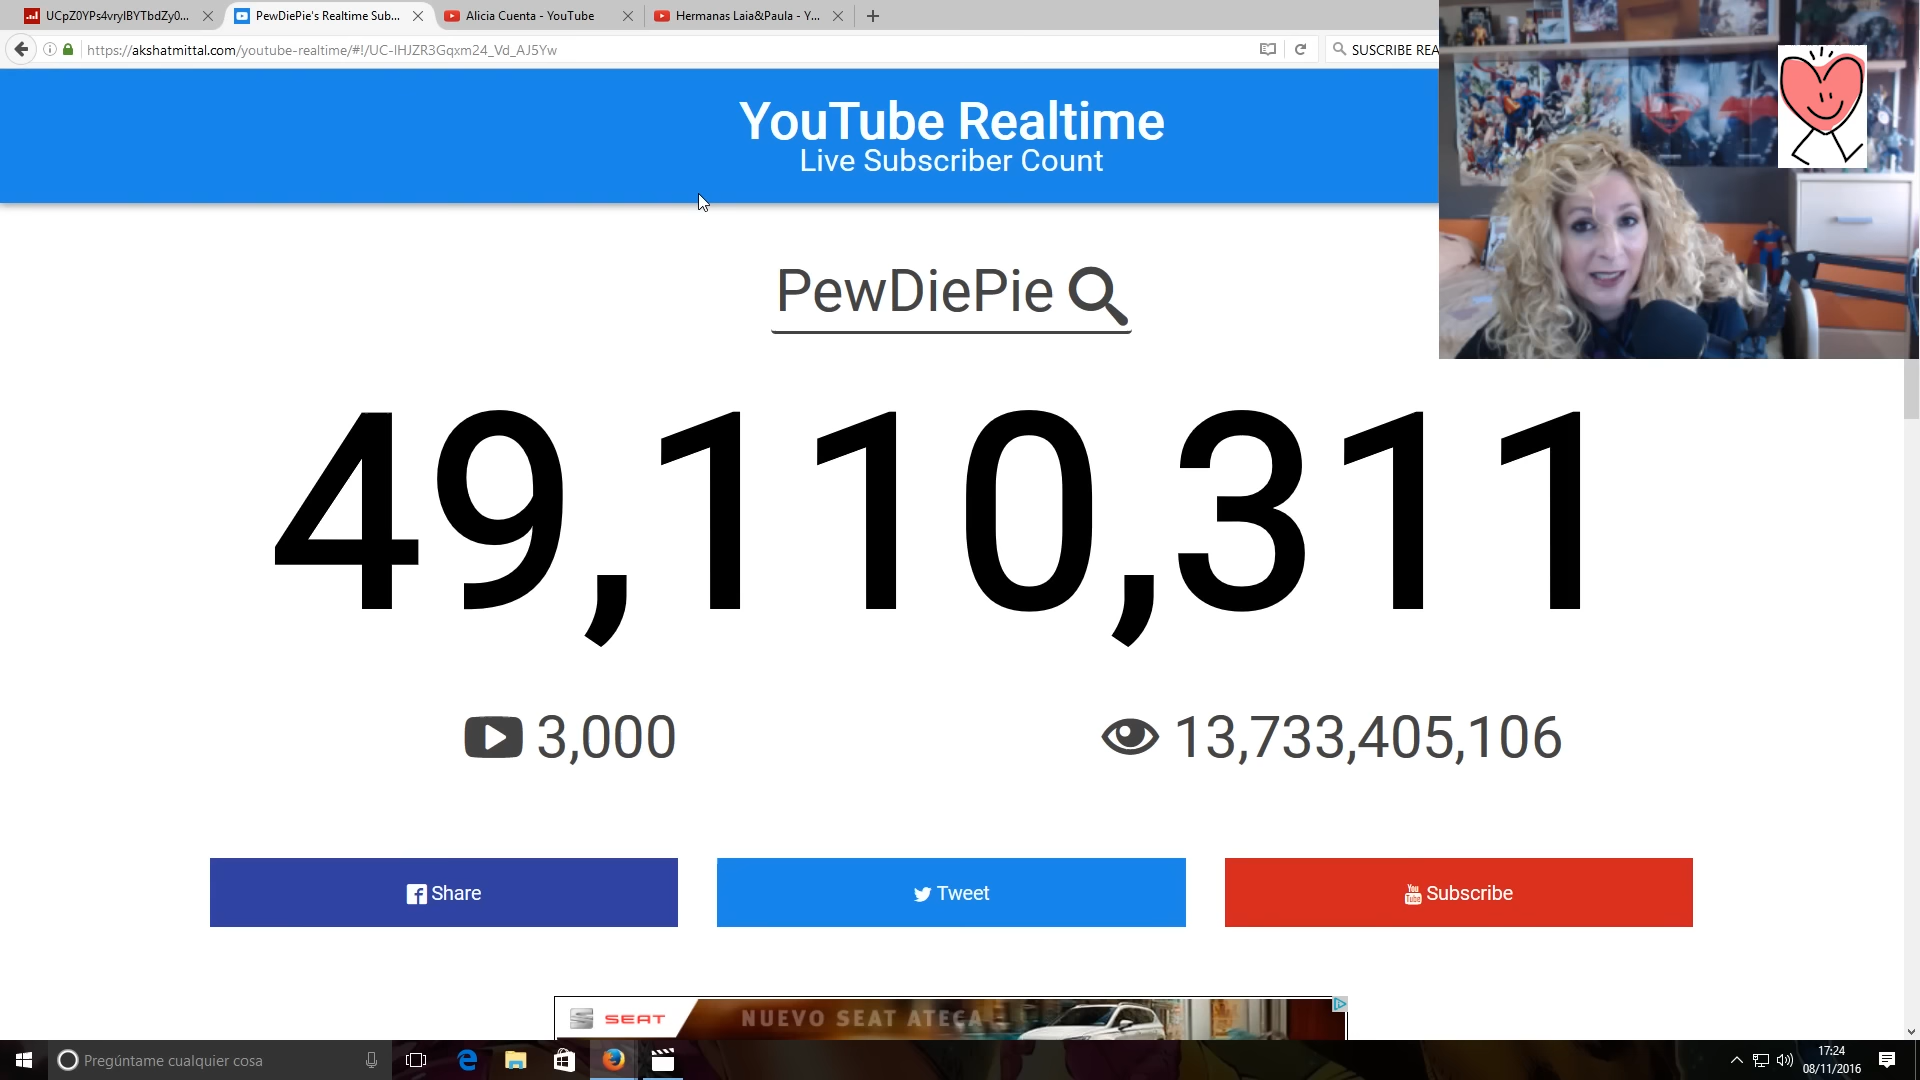 UCpZ0YPs4vryIBYTbdZy0...
PewDiePie's Realtime Sub...
Alicia Cuenta - YouTube
Hermanas Laia&Paula - Y...
https://akshatmittal.com/youtube-realtime/#!/UC-lHJZR3Gqxm24_Vd_AJ5Yw
SUSCRIBE REA
YouTube Realtime
Live Subscriber Count
PewDiePie
49,110,311
3,000
13,733,405,106
Share
Tweet
You Tube Subscribe
SEAT
NUEVO SEAT ATECA
Pregúntame cualquier cosa
17:24
08/11/2016